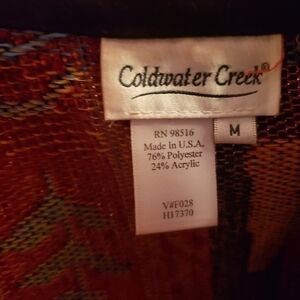 Coldwater Creek®
M
RN 98516
Made in U.S.A.
76% Polyester
24% Acrylic
V#F028
H17370